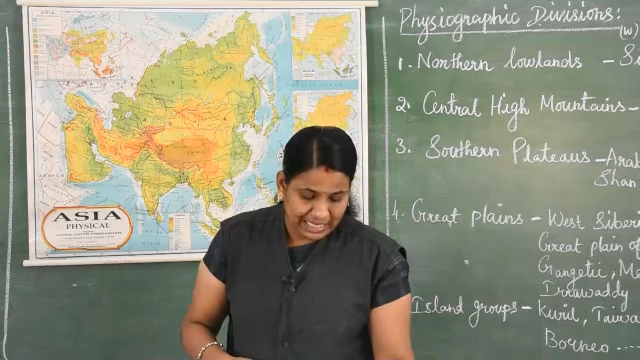 Physiographic Divisions:
(W)
1. Northern lowlands -
2. Central High Mountains -
3. Southern Plateaus - Arab
Shan
4. Great plains - West Siberi
Great plain of
Gangetic, Me
Irrawaddy
Island groups - Kuril, Taiwa
Borneo ....
ASIA
PHYSICAL